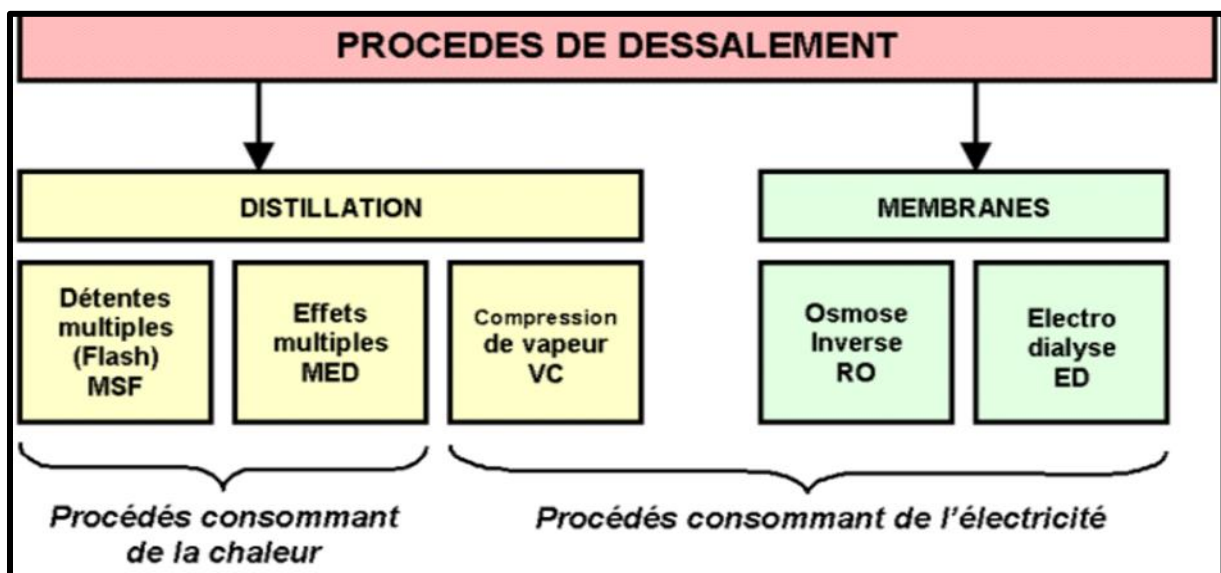 PROCEDES DE DESSALEMENT
DISTILLATION
MEMBRANES
Détentes
multiples
(Flash)
MSF
Effets
multiples
MED
Compression
de vapeur
VC
Osmose
Inverse
RO
Electro
dialyse
ED
Procédés consommant
de la chaleur
Procédés consommant de l'électricité